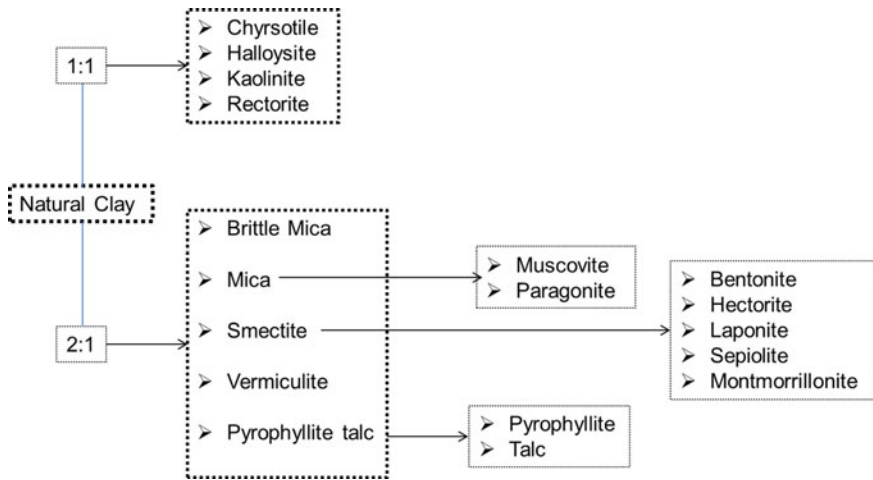 1:1
Chyrsotile
Halloysite
Kaolinite
Rectorite
Natural Clay
2:1
Brittle Mica
Mica
Smectite
Vermiculite
Pyrophyllite talc
Muscovite
Paragonite
Bentonite
Hectorite
Laponite
Sepiolite
Montmorrillonite
Pyrophyllite
Talc